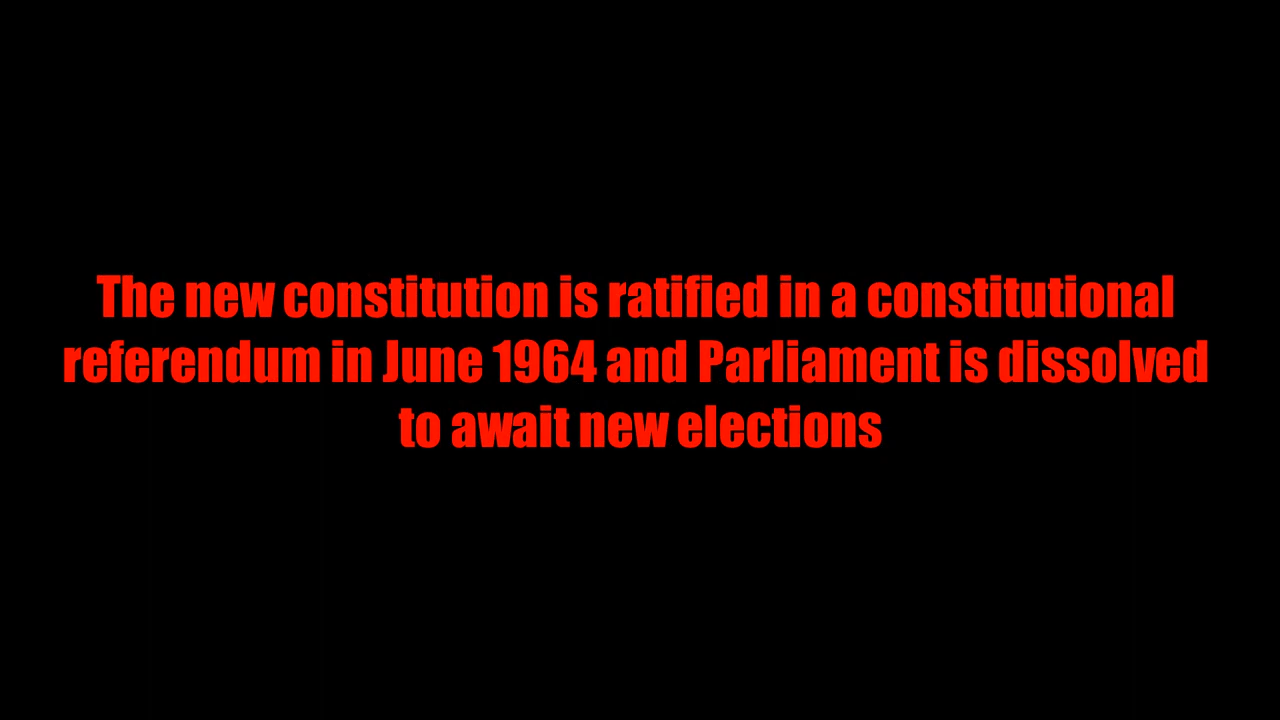 The new constitution is ratified in a constitutional
referendum in June 1964 and Parliament is dissolved
to await new elections